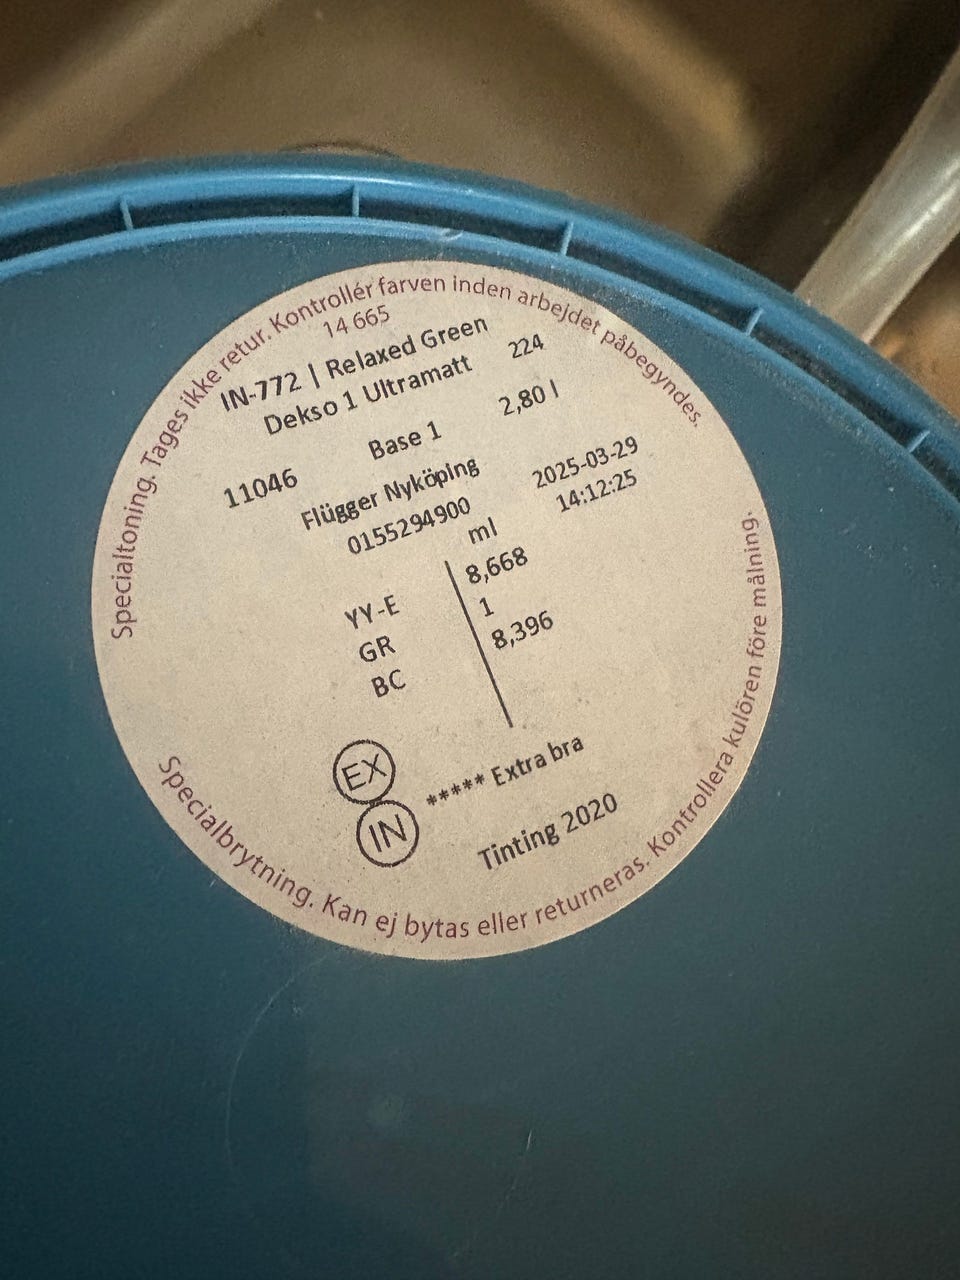 Specialtoning. Tages ikke retur. Kontrollér farven inden arbejdet påbegyndes.
14 665
IN-772 | Relaxed Green
Dekso 1 Ultramatt 224
Base 1 2,80 l
11046
Flügger Nyköping 2025-03-29
0155294900 14:12:25
ml
YY-E 8,668
GR 1
BC 8,396
EX
IN
***** Extra bra
Tinting 2020
Specialbrytning. Kan ej bytas eller returneras. Kontrollera kulören före målning.